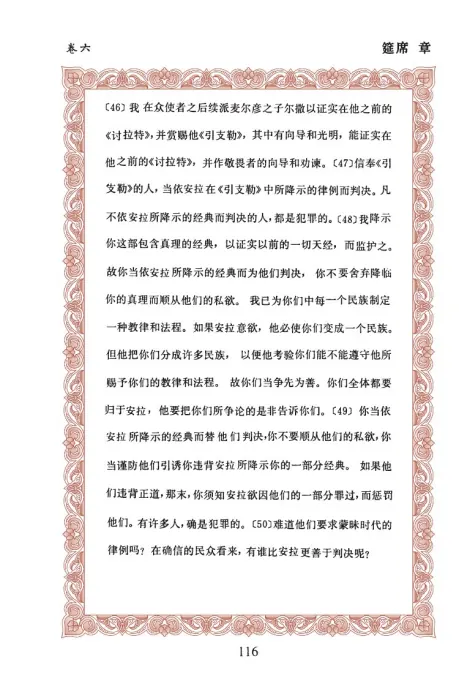 卷六
筵席 章
〔46〕我 在众使者之后续派麦尔彦之子尔撒以证实在他之前的
《讨拉特》，并赏赐他《引支勒》，其中有向导和光明，能证实在
他之前的《讨拉特》，并作敬畏者的向导和劝谏。〔47〕信奉《引
支勒》的人，当依安拉在《引支勒》中所降示的律例而判决。凡
不依安拉所降示的经典而判决的人，都是犯罪的。〔48〕我降示
你这部包含真理的经典，以证实以前的一切天经，而监护之。
故你当依安拉所降示的经典而为他们判决， 你不要舍弃降临
你的真理而顺从他们的私欲。 我已为你们中每一个民族制定
一种教律和法程。如果安拉意欲，他必使你们变成一个民族。
但他把你们分成许多民族， 以便他考验你们能不能遵守他所
赐予你们的教律和法程。 故你们当争先为善。你们全体都要
归于安拉，他要把你们所争论的是非告诉你们。〔49〕 你当依
安拉所降示的经典而替他们判决，你不要顺从他们的私欲，你
当谨防他们引诱你违背安拉所降示你的一部分经典。 如果他
们违背正道，那末，你须知安拉欲因他们的一部分罪过，而惩罚
他们。有许多人，确是犯罪的。〔50〕难道他们要求蒙昧时代的
律例吗？在确信的民众看来，有谁比安拉更善于判决呢？
116